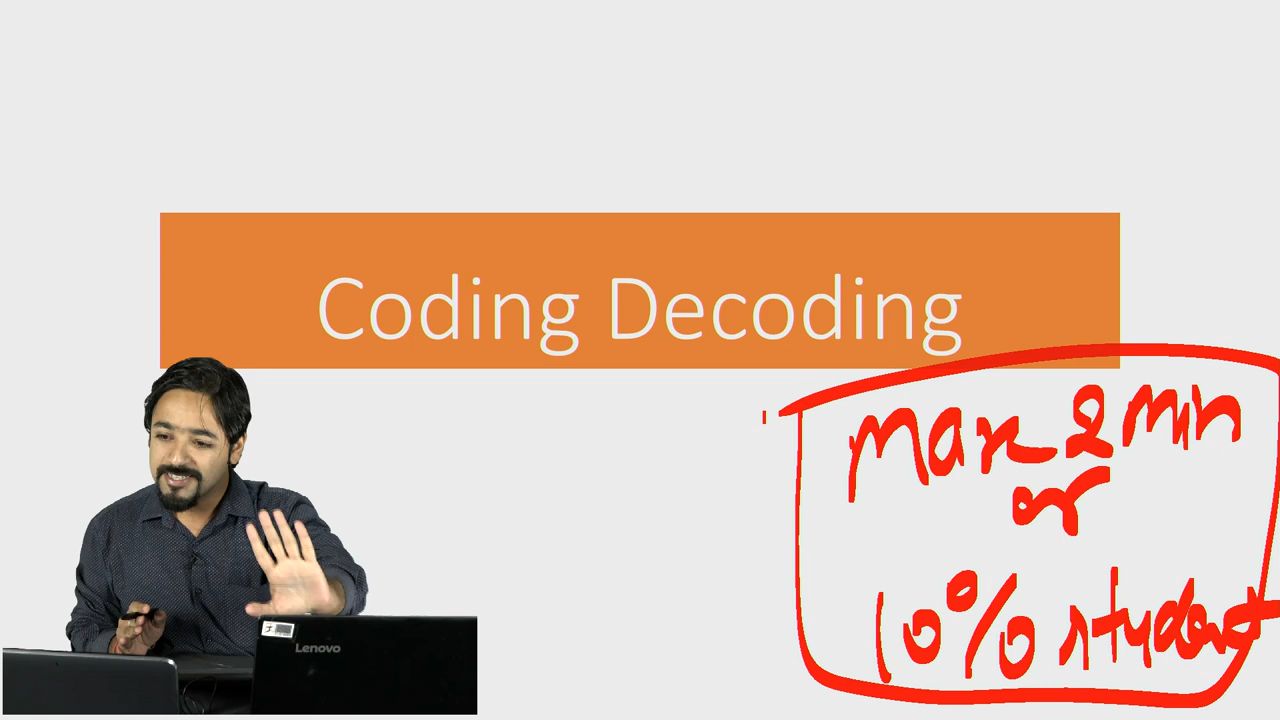 Coding Decoding
Max 2 Min
or
10% student
Lenovo